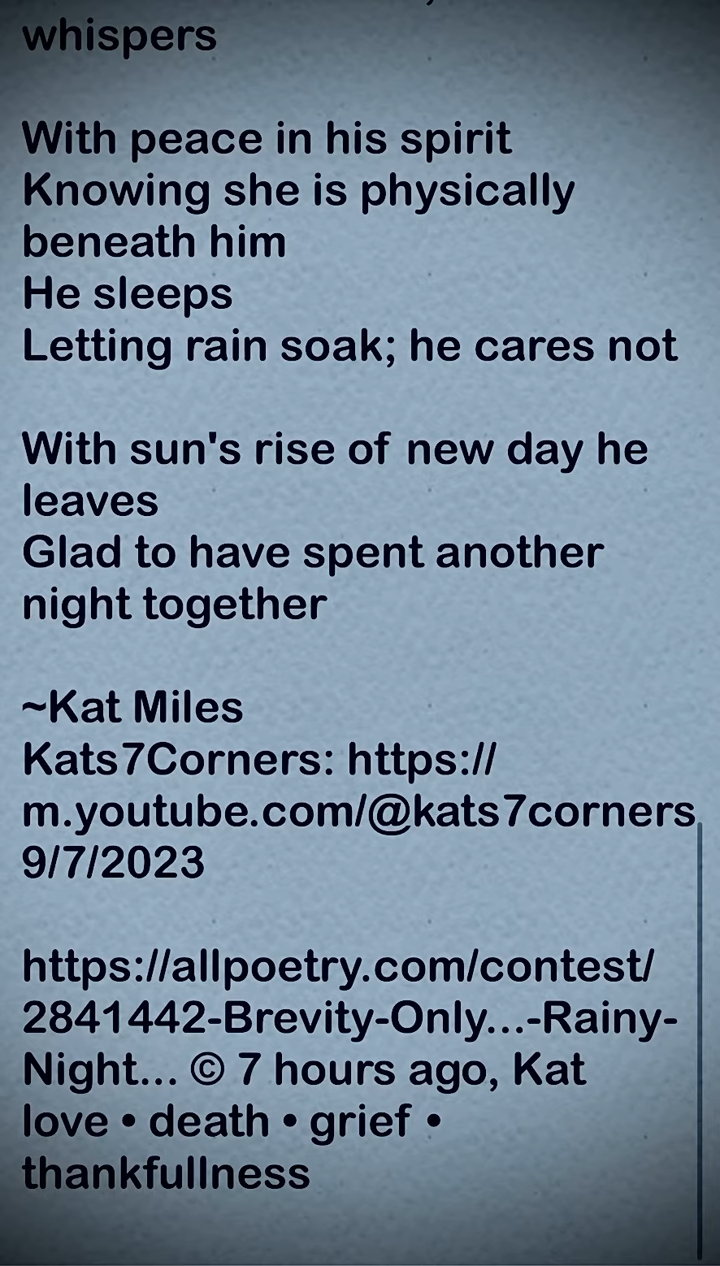 whispers
With peace in his spirit
Knowing she is physically
beneath him
He sleeps
Letting rain soak; he cares not
With sun's rise of new day he
leaves
Glad to have spent another
night together
~Kat Miles
Kats7Corners: https://
m.youtube.com/@kats7corners
9/7/2023
https://allpoetry.com/contest/
2841442-Brevity-Only...-Rainy-
Night... © 7 hours ago, Kat
love • death • grief •
thankfullness